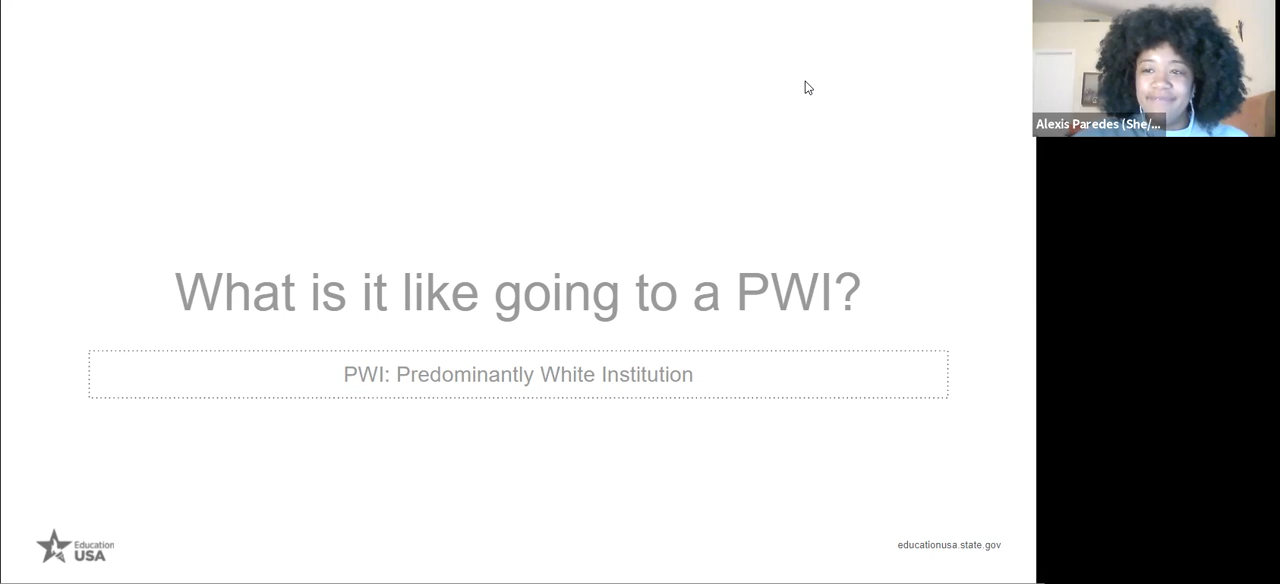 Alexis Paredes (She/...
What is it like going to a PWI?
PWI: Predominantly White Institution
Education
USA
educationusa.state.gov